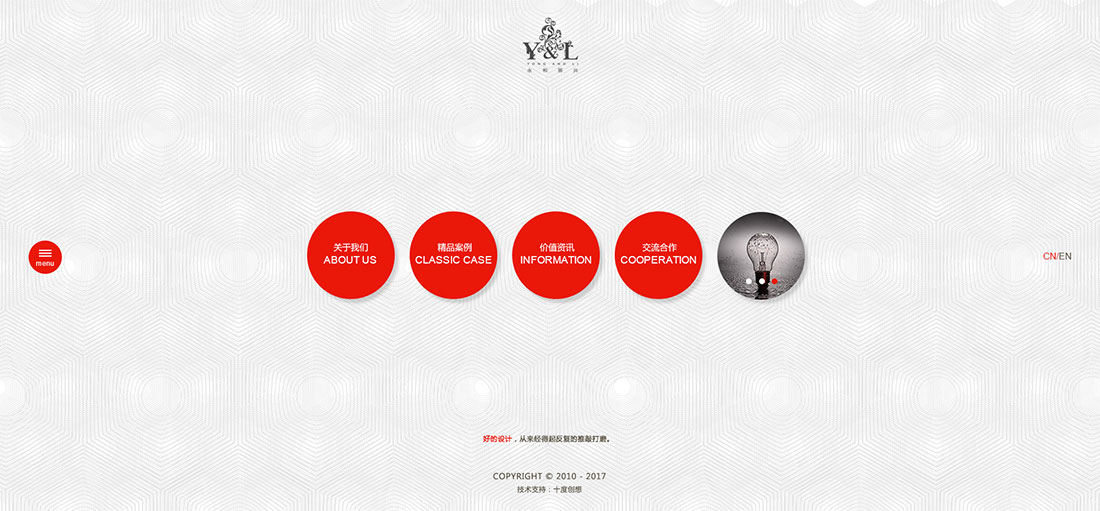 Y&L
YONG AND LI
menu
关于我们
ABOUT US
精品案例
CLASSIC CASE
价值资讯
INFORMATION
交流合作
COOPERATION
CN/EN
好的设计，从来经得起反复的推敲打磨。
COPYRIGHT © 2010 - 2017
技术支持：十度创想